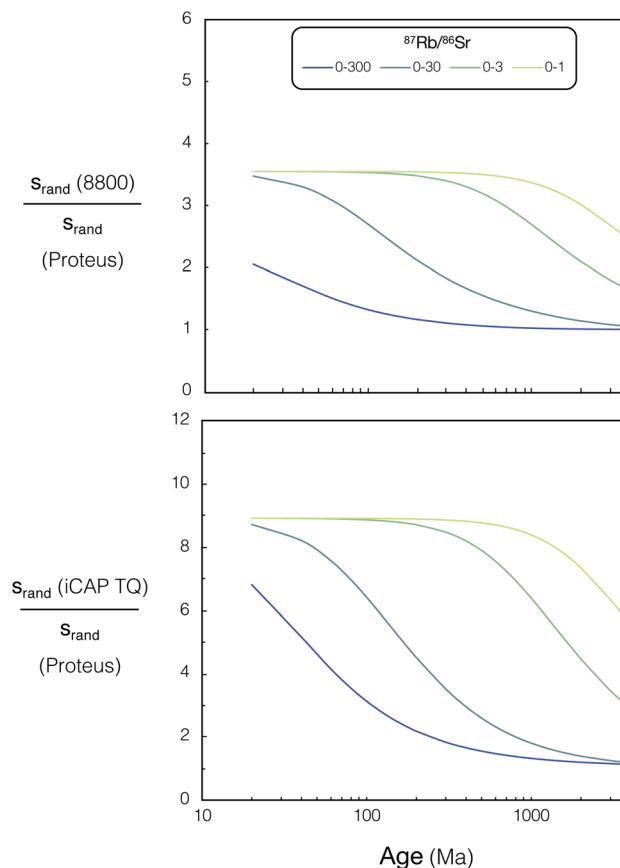 6
⁸⁷Rb/⁸⁶Sr
0-300 0-30 0-3 0-1
5
4
s_rand (8800)
3
s_rand
(Proteus)
2
1
0
12
10
8
s_rand (iCAP TQ)
6
s_rand
(Proteus)
4
2
0
10 100 1000
Age (Ma)